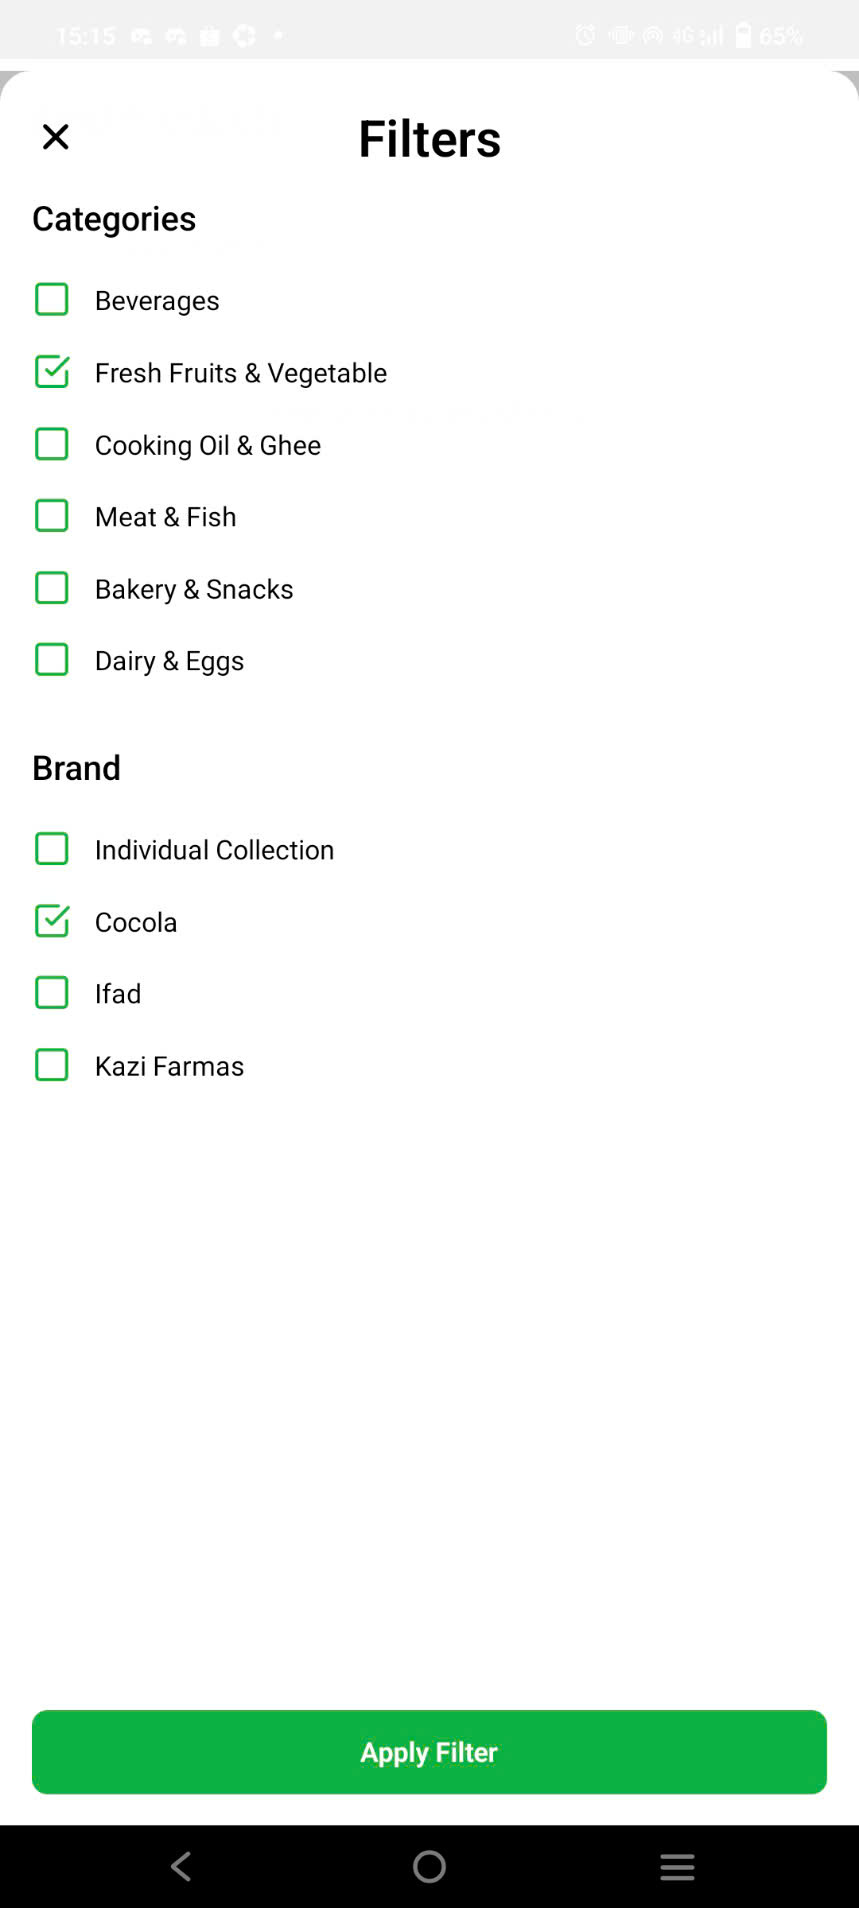 15:15 4G 65%
Filters
Categories
Beverages
Fresh Fruits & Vegetable
Cooking Oil & Ghee
Meat & Fish
Bakery & Snacks
Dairy & Eggs
Brand
Individual Collection
Cocola
Ifad
Kazi Farmas
Apply Filter